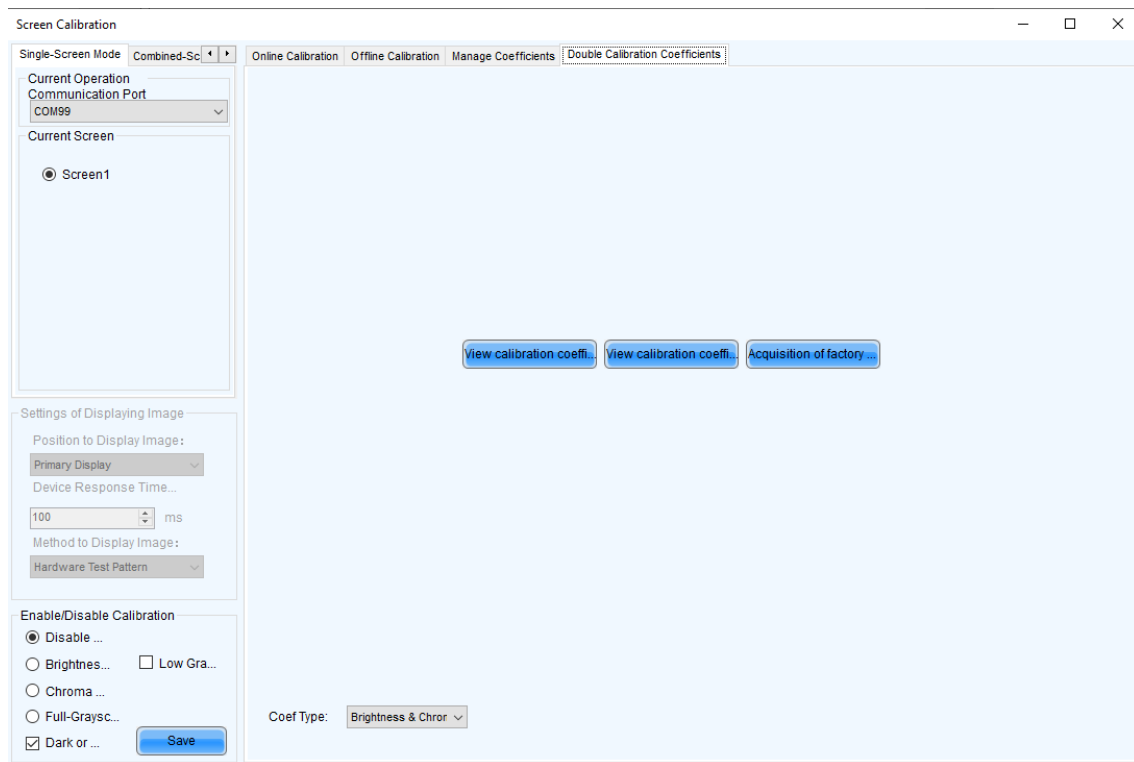 Screen Calibration
Single-Screen Mode Combined-Sc
Online Calibration Offline Calibration Manage Coefficients Double Calibration Coefficients
Current Operation
Communication Port
COM99
Current Screen
Screen1
View calibration coeffi... View calibration coeffi... Acquisition of factory ...
Settings of Displaying Image
Position to Display Image:
Primary Display
Device Response Time...
100 ms
Method to Display Image:
Hardware Test Pattern
Enable/Disable Calibration
Disable ...
Brightnes... Low Gra...
Chroma ...
Full-Graysc...
Dark or ... Save
Coef Type: Brightness & Chror